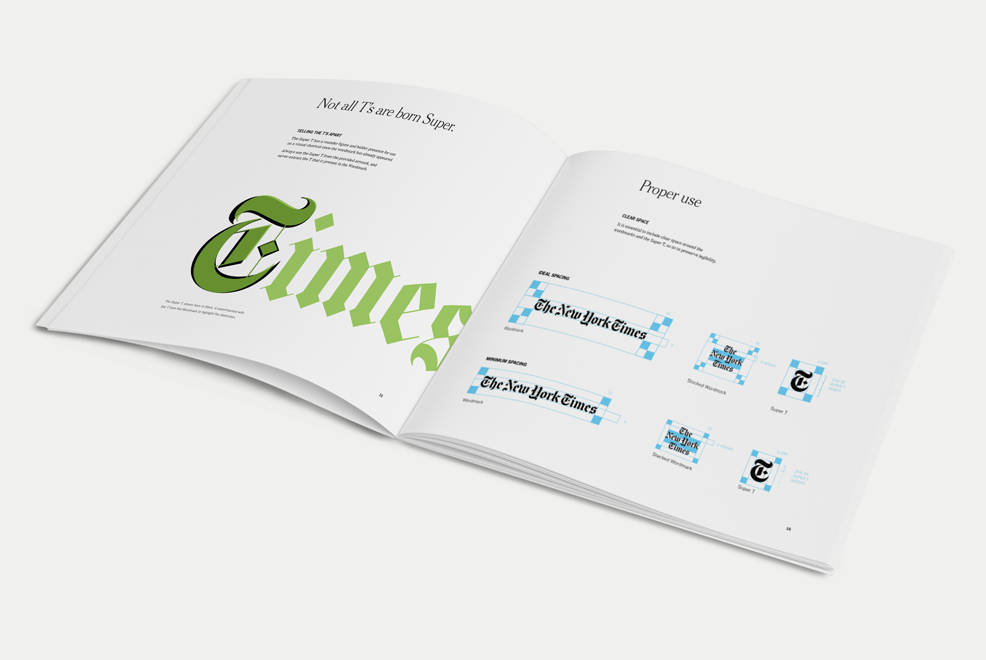 Not all T's are born Super.
TELLING THE T'S APART
The Super T has a rounder figure and bolder presence for use
as a visual shortcut once the wordmark has already appeared
Always use the Super T from the provided artwork, and
never extract the T that is present in the Wordmark.
Times
The Super T, shown here in black, is superimposed with
the T from the Wordmark to highlight the distinction.
Proper use
CLEAR SPACE
It is essential to include clear space around the
wordmarks and the Super T, so as to preserve legibility.
IDEAL SPACING
The New York Times
Wordmark
The
New York
Times
Stacked Wordmark
T
Super T
MINIMUM SPACING
The New York Times
Wordmark
The
New York
Times
Stacked Wordmark
T
Super T